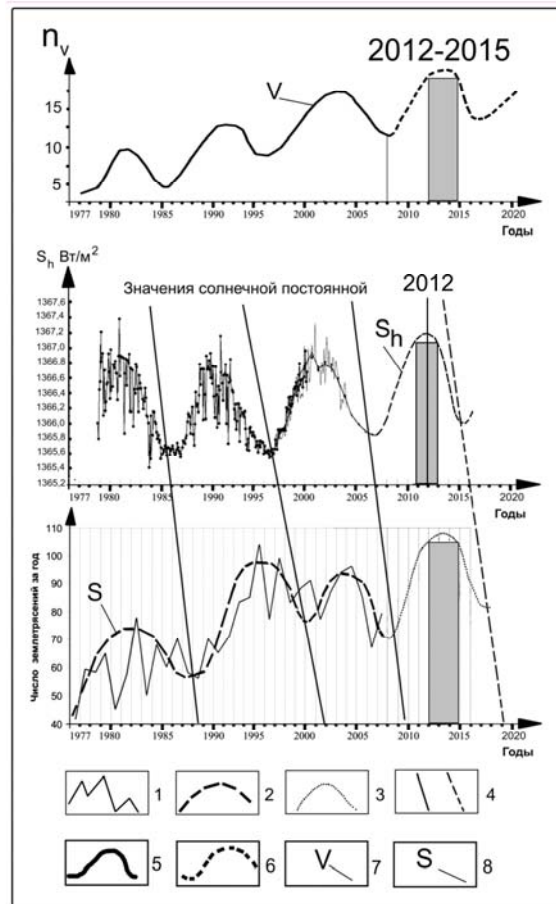 n_v
2012-2015
V
15
10
5
1977 1980 1985 1990 1995 2000 2005 2010 2015 2020
Годы
S_h Вт/м²
Значения солнечной постоянной
2012
1367,6
1367,4
1367,2
1367,0
1366,8
1366,6
1366,4
1366,2
1366,0
1365,8
1365,6
1365,4
1365,2
S_h
1977 1980 1985 1990 1995 2000 2005 2010 2015 2020
Годы
Число землетрясений за год
110
100
90
80
70
60
50
40
S
1977 1980 1985 1990 1995 2000 2005 2010 2015 2020
Годы
1 2 3 4
5 6 V 7 S 8